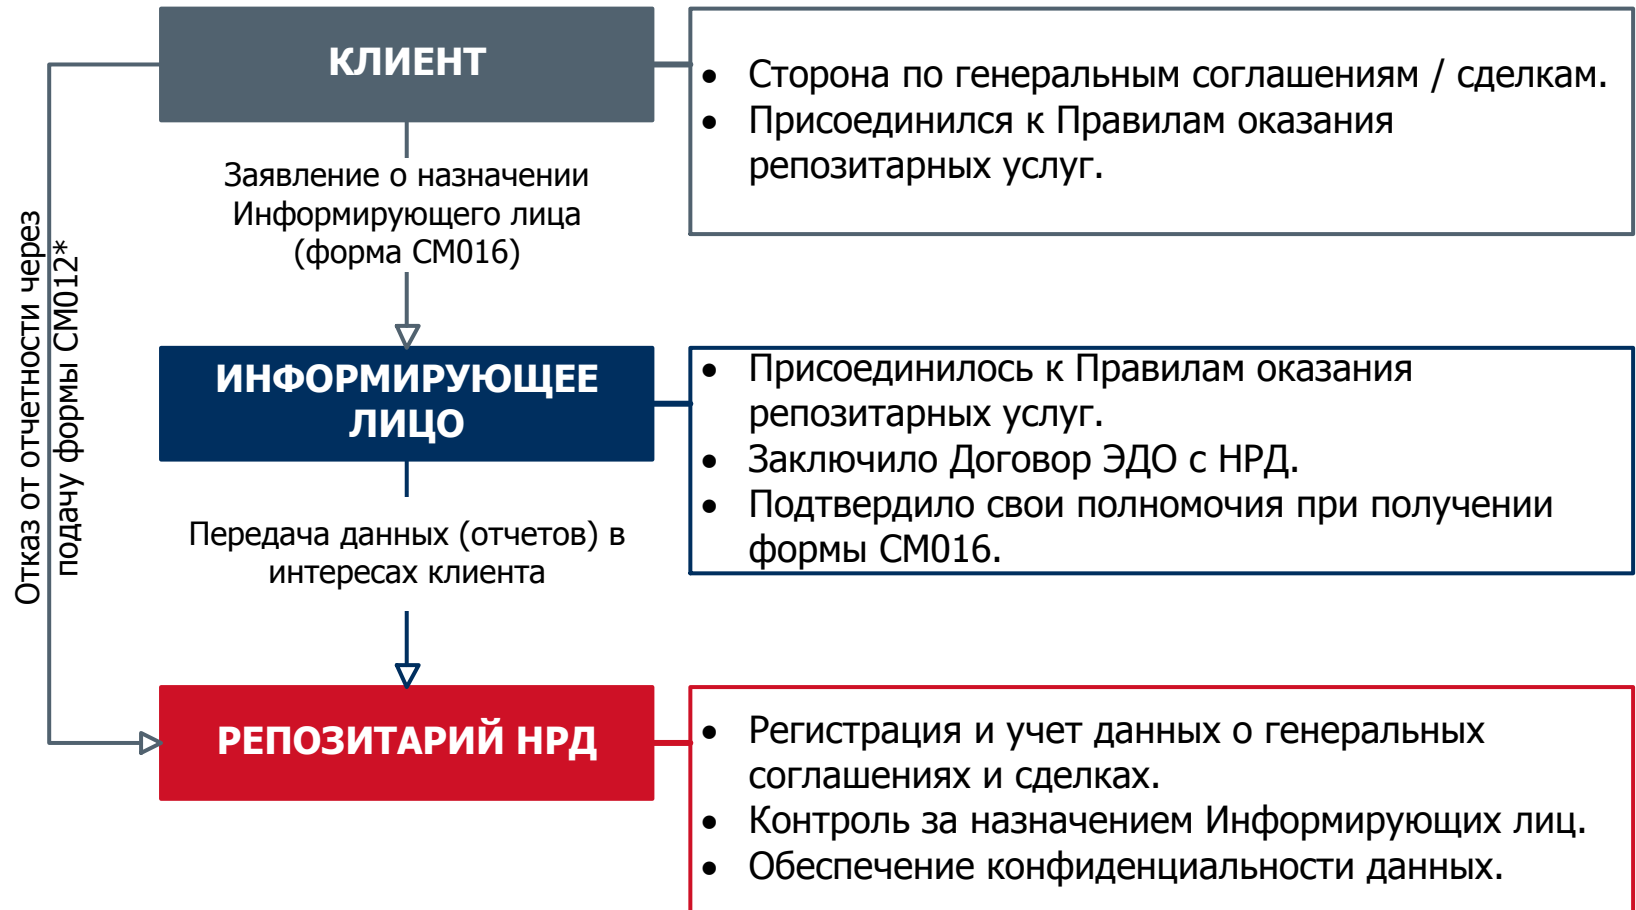 КЛИЕНТ
• Сторона по генеральным соглашениям / сделкам.
• Присоединился к Правилам оказания
репозитарных услуг.
Заявление о назначении
Информирующего лица
(форма CM016)
Отказ от отчетности через
подачу формы CM012*
ИНФОРМИРУЮЩЕЕ
ЛИЦО
• Присоединилось к Правилам оказания
репозитарных услуг.
• Заключило Договор ЭДО с НРД.
• Подтвердило свои полномочия при получении
формы CM016.
Передача данных (отчетов) в
интересах клиента
РЕПОЗИТАРИЙ НРД
• Регистрация и учет данных о генеральных
соглашениях и сделках.
• Контроль за назначением Информирующих лиц.
• Обеспечение конфиденциальности данных.